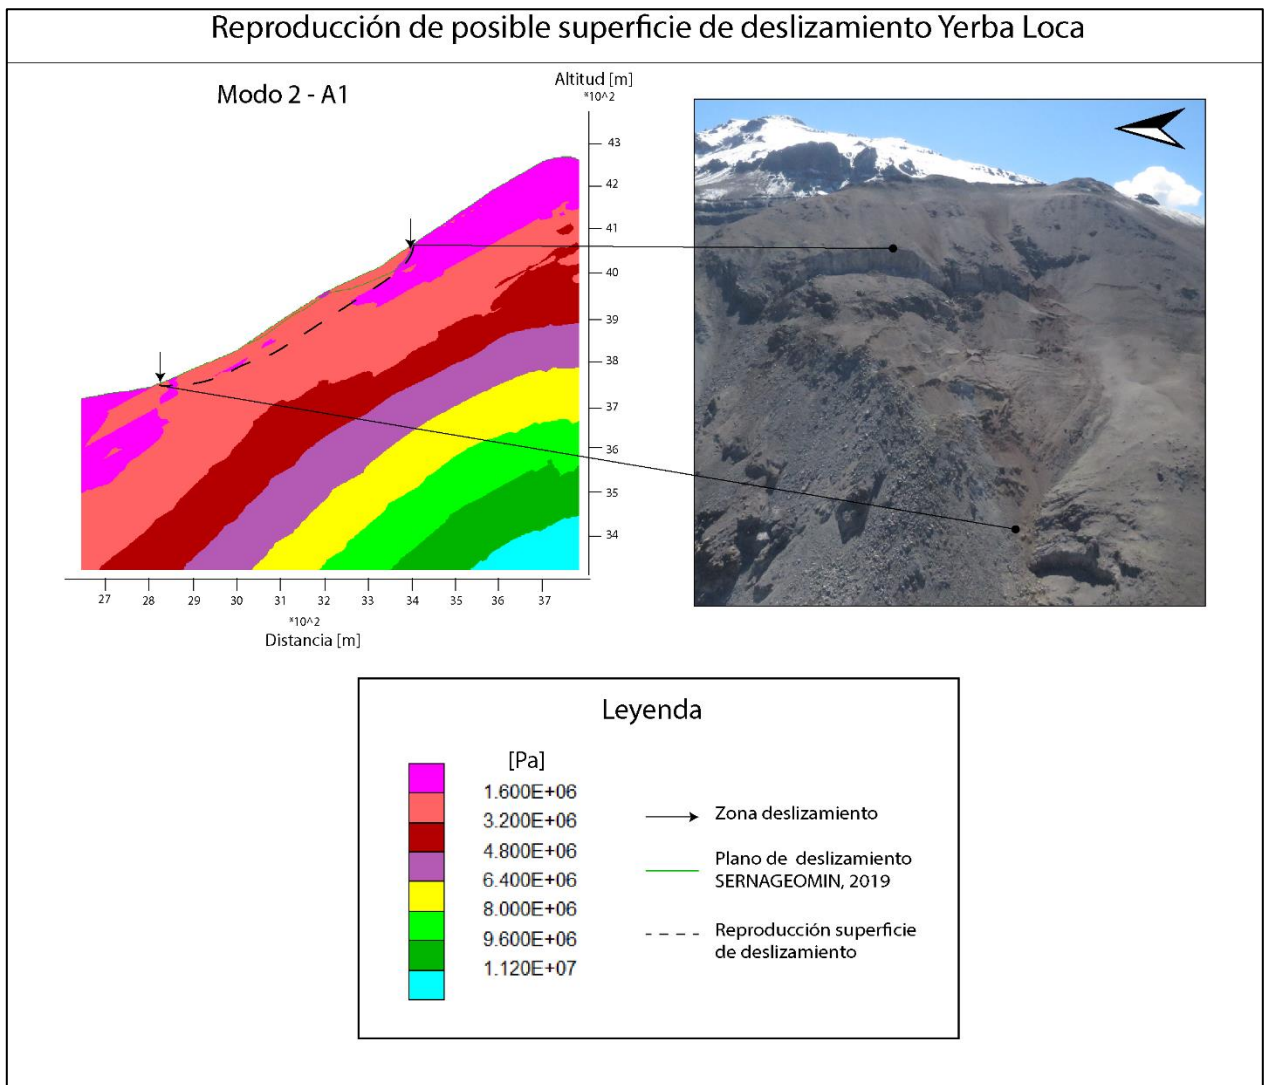 Reproducción de posible superficie de deslizamiento Yerba Loca
Modo 2 - A1
Altitud [m]
*10^2
43
42
41
40
39
38
37
36
35
34
27 28 29 30 31 32 33 34 35 36 37
*10^2
Distancia [m]
Leyenda
[Pa]
1.600E+06
3.200E+06
4.800E+06
6.400E+06
8.000E+06
9.600E+06
1.120E+07
Zona deslizamiento
Plano de deslizamiento
SERNAGEOMIN, 2019
Reproducción superficie
de deslizamiento